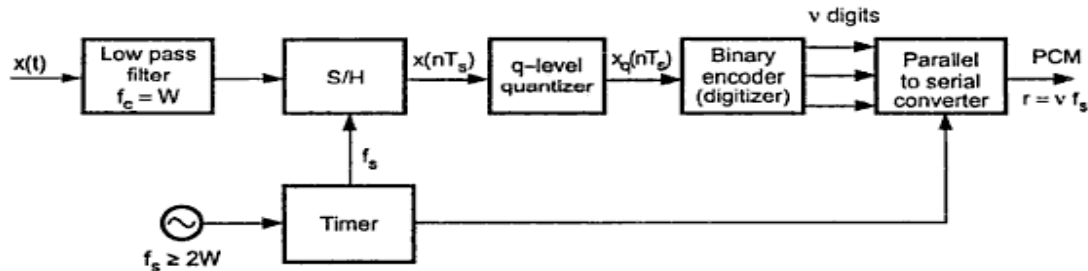 ν digits
x(t)
Low pass
filter
f_c = W
S/H
x(nT_s)
q-level
quantizer
x_q(nT_s)
Binary
encoder
(digitizer)
Parallel
to serial
converter
PCM
r = ν f_s
f_s
Timer
f_s ≥ 2W